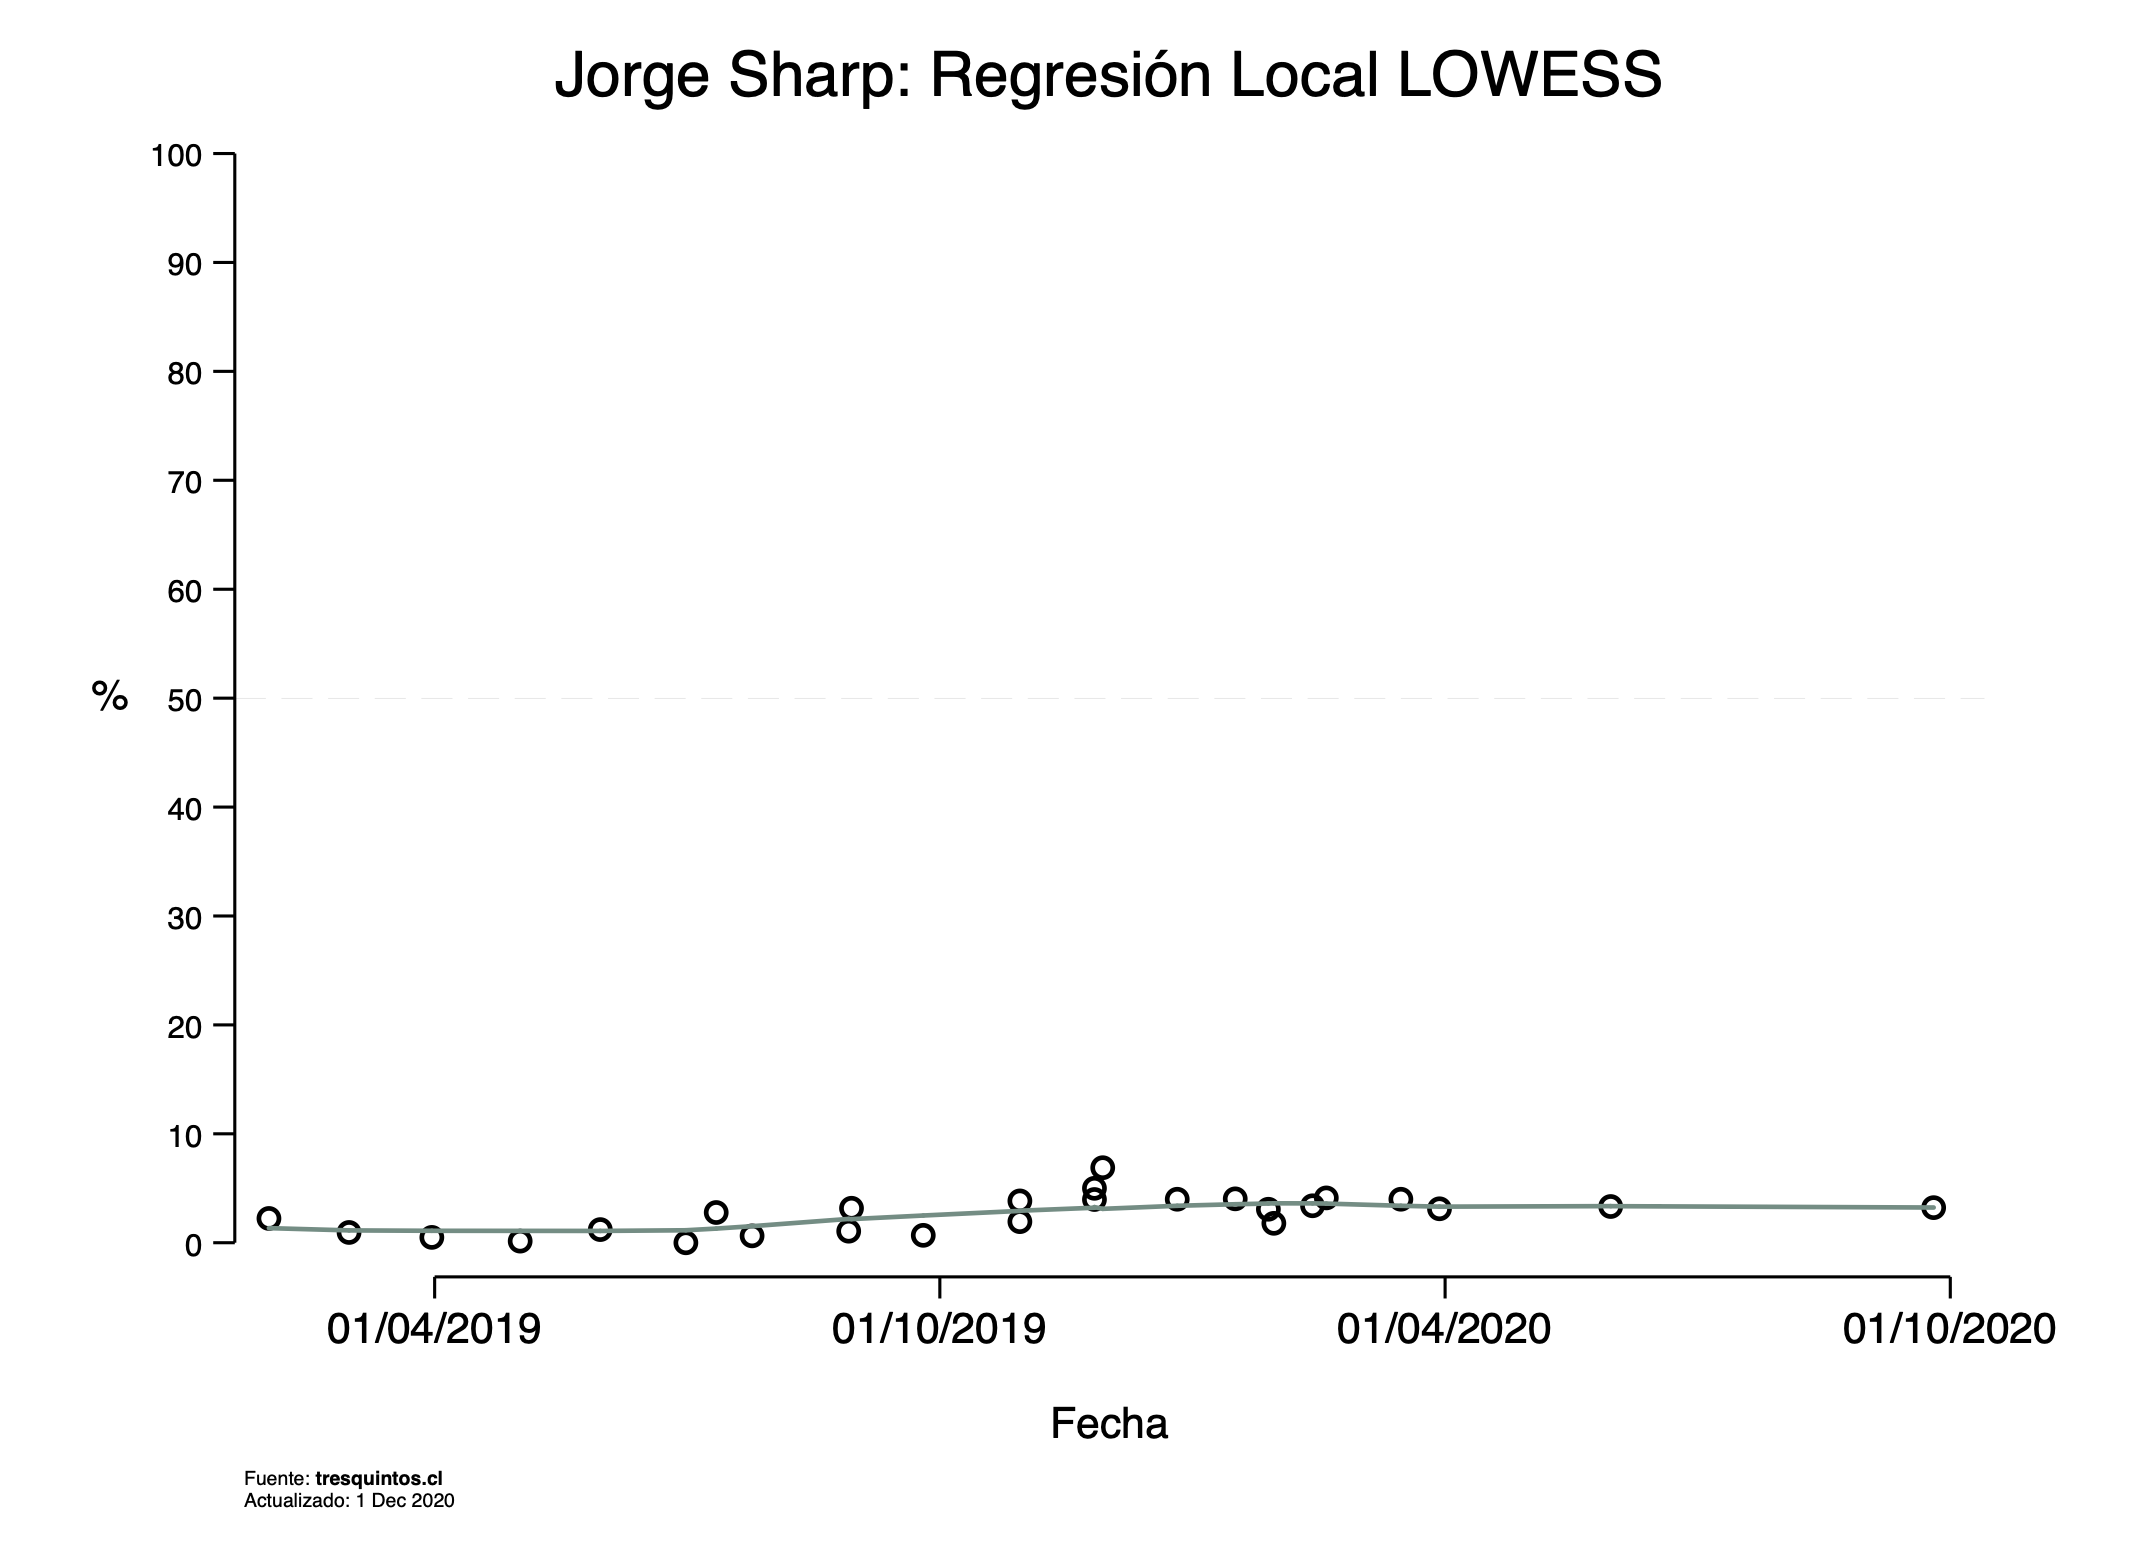 Jorge Sharp: Regresión Local LOWESS
100
90
80
70
60
% 50
40
30
20
10
0
01/04/2019 01/10/2019 01/04/2020 01/10/2020
Fecha
Fuente: tresquintos.cl
Actualizado: 1 Dec 2020